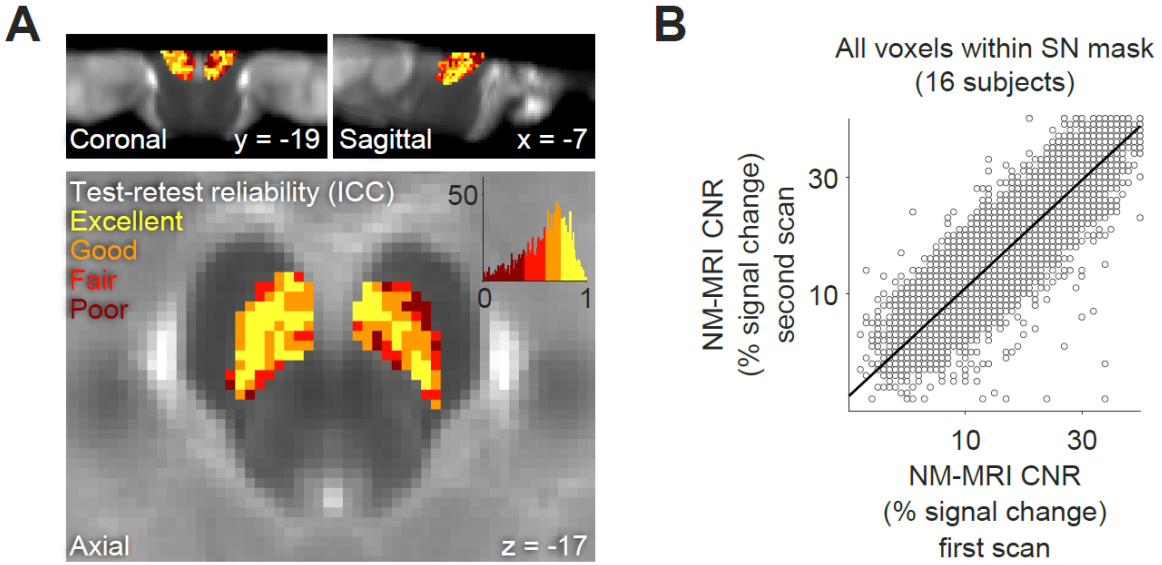 A
Coronal
y = -19
Sagittal
x = -7
Test-retest reliability (ICC)
Excellent
Good
Fair
Poor
50
0
1
Axial
z = -17
B
All voxels within SN mask
(16 subjects)
NM-MRI CNR
(% signal change)
second scan
30
10
10
30
NM-MRI CNR
(% signal change)
first scan